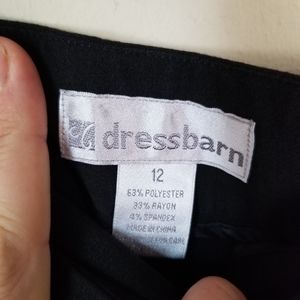 dressbarn
12
63% POLYESTER
33% RAYON
4% SPANDEX
MADE IN CHINA